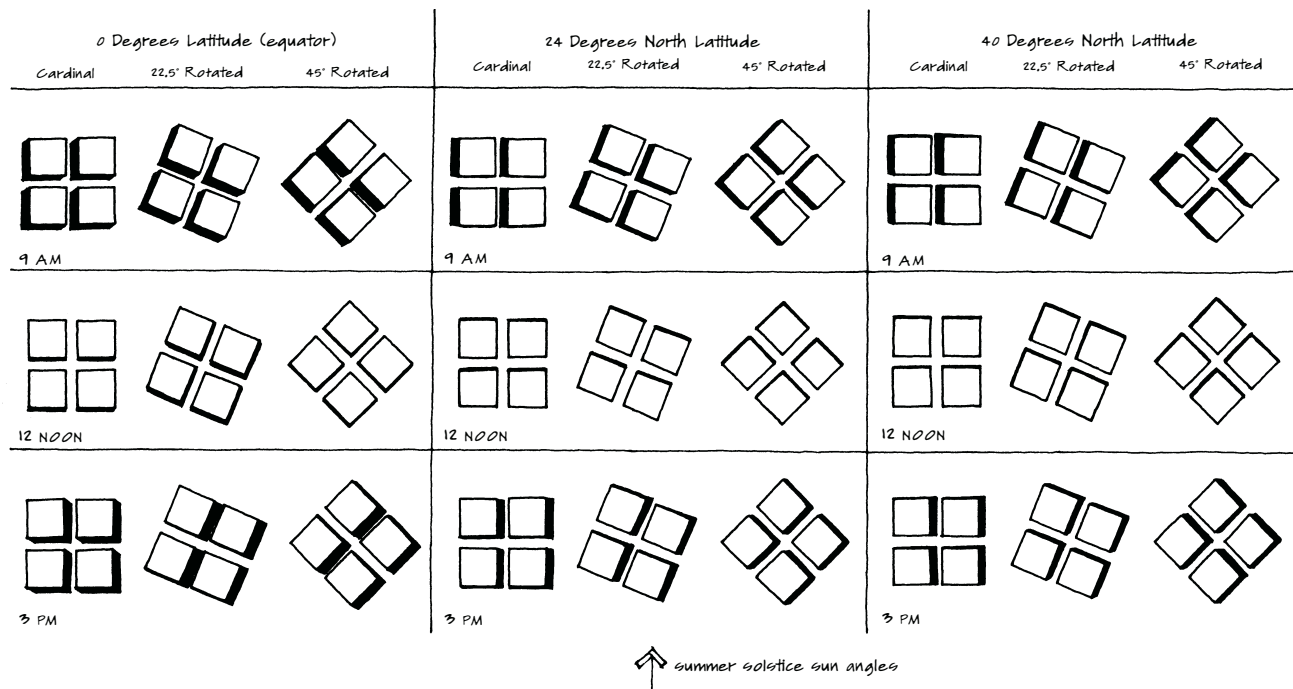 0 Degrees Latitude (equator)
Cardinal 22.5° Rotated 45° Rotated
24 Degrees North Latitude
Cardinal 22.5° Rotated 45° Rotated
40 Degrees North Latitude
Cardinal 22.5° Rotated 45° Rotated
9 AM
9 AM
9 AM
12 NOON
12 NOON
12 NOON
3 PM
3 PM
3 PM
summer solstice sun angles